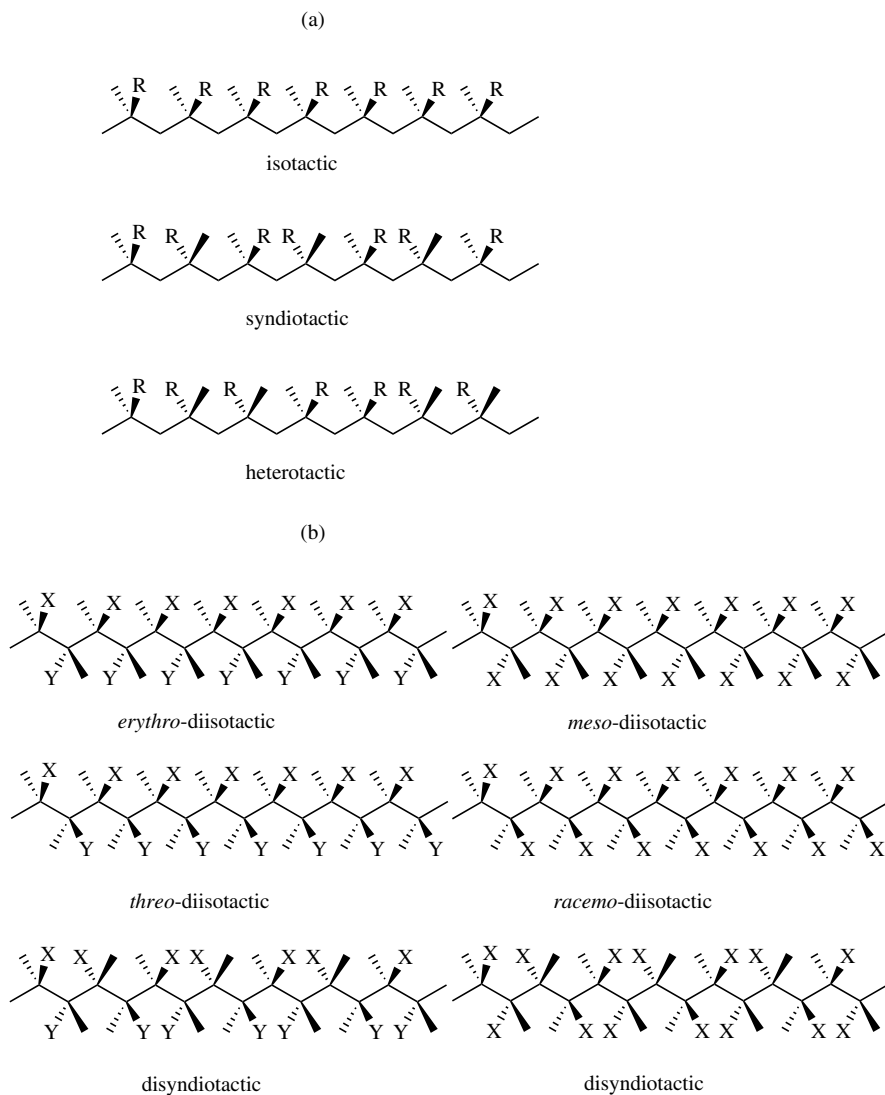 (a)
R R R R R R R
isotactic
R R R R R R R
syndiotactic
R R R R R R R
heterotactic
(b)
X X X X X X X X X X X X X X
Y Y Y Y Y Y Y X X X X X X X
erythro-diisotactic meso-diisotactic
X X X X X X X X X X X X X X
Y Y Y Y Y Y Y X X X X X X X
threo-diisotactic racemo-diisotactic
X X X X X X X X X X X X X X
Y Y Y Y Y Y Y X X X X X X X
disyndiotactic disyndiotactic